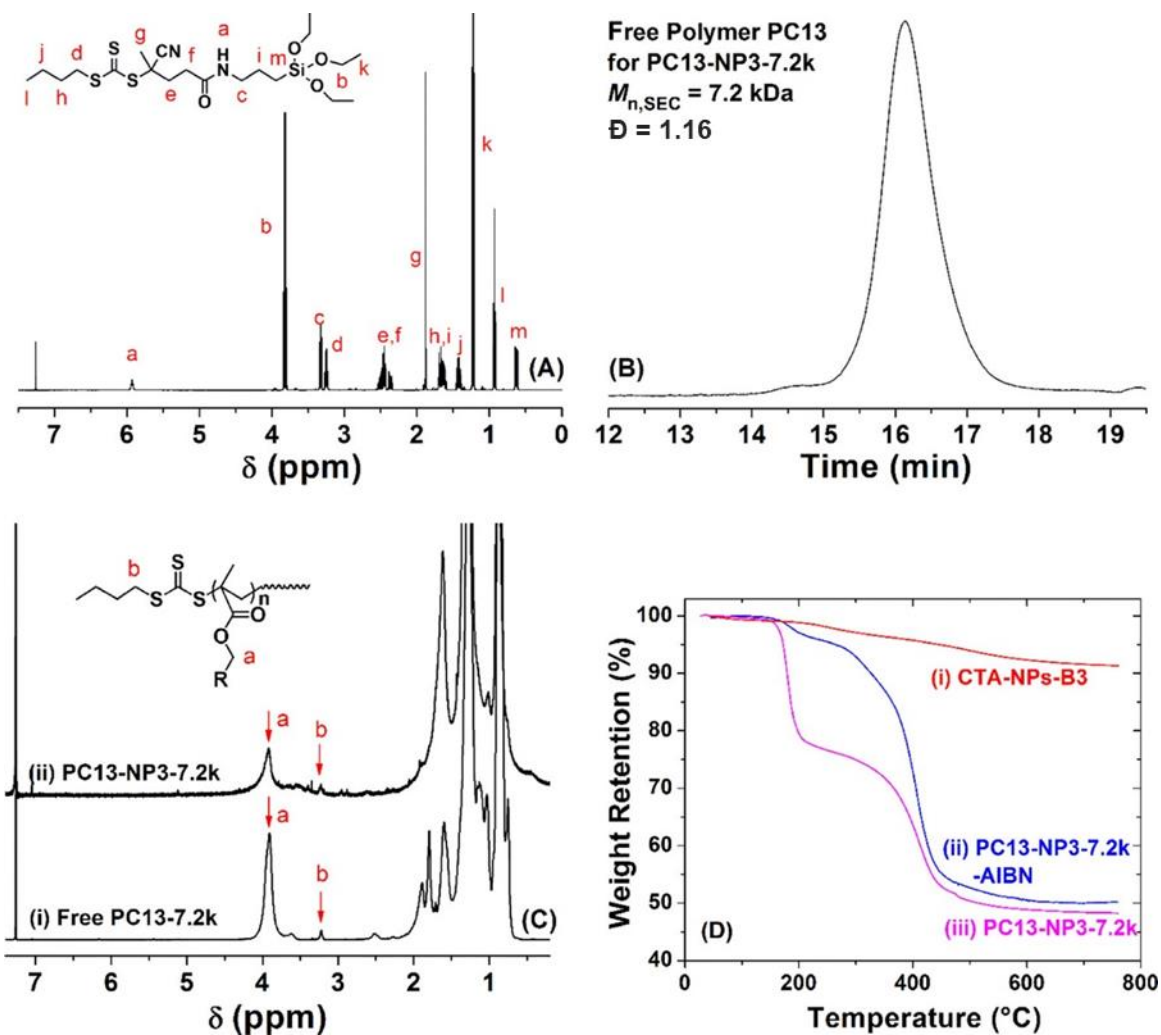 g
CN
a
H
N
i
m
Si
O
O
O
k
b
j
d
S
f
l
h
S
S
e
O
c
a
b
c
d
e,f
g
h,i
j
k
l
m
(A)
7 6 5 4 3 2 1 0
δ (ppm)
Free Polymer PC13
for PC13-NP3-7.2k
Mn,SEC = 7.2 kDa
Đ = 1.16
(B)
12 13 14 15 16 17 18 19
Time (min)
b
S
S
S
n
O
O
a
R
a
b
(ii) PC13-NP3-7.2k
a
b
(i) Free PC13-7.2k
(C)
7 6 5 4 3 2 1
δ (ppm)
100
90
80
70
60
50
40
Weight Retention (%)
(i) CTA-NPs-B3
(ii) PC13-NP3-7.2k
-AIBN
(iii) PC13-NP3-7.2k
(D)
0 200 400 600 800
Temperature (°C)